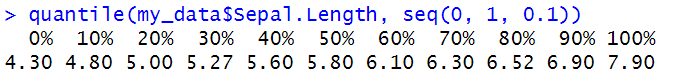 > quantile(my_data$Sepal.Length, seq(0, 1, 0.1))
0% 10% 20% 30% 40% 50% 60% 70% 80% 90% 100%
4.30 4.80 5.00 5.27 5.60 5.80 6.10 6.30 6.52 6.90 7.90